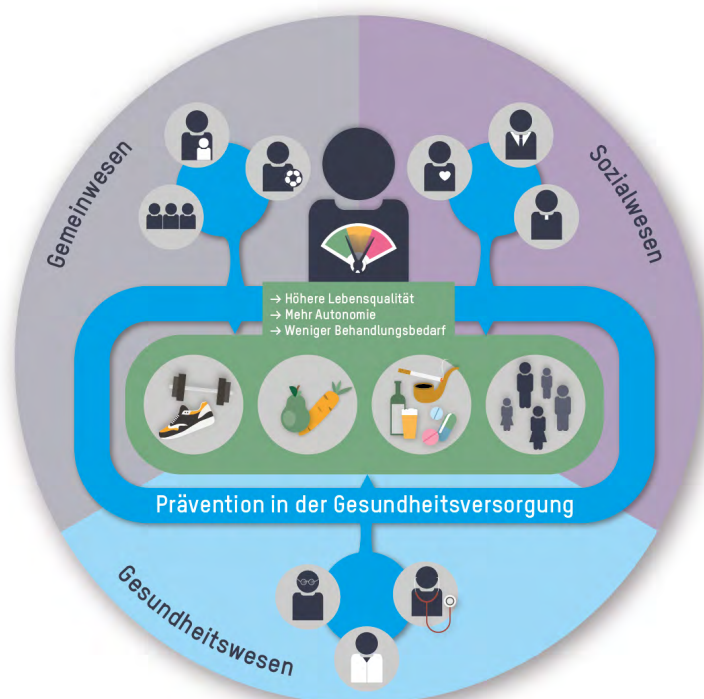 Gemeinwesen
Sozialwesen
→ Höhere Lebensqualität
→ Mehr Autonomie
→ Weniger Behandlungsbedarf
Prävention in der Gesundheitsversorgung
Gesundheitswesen